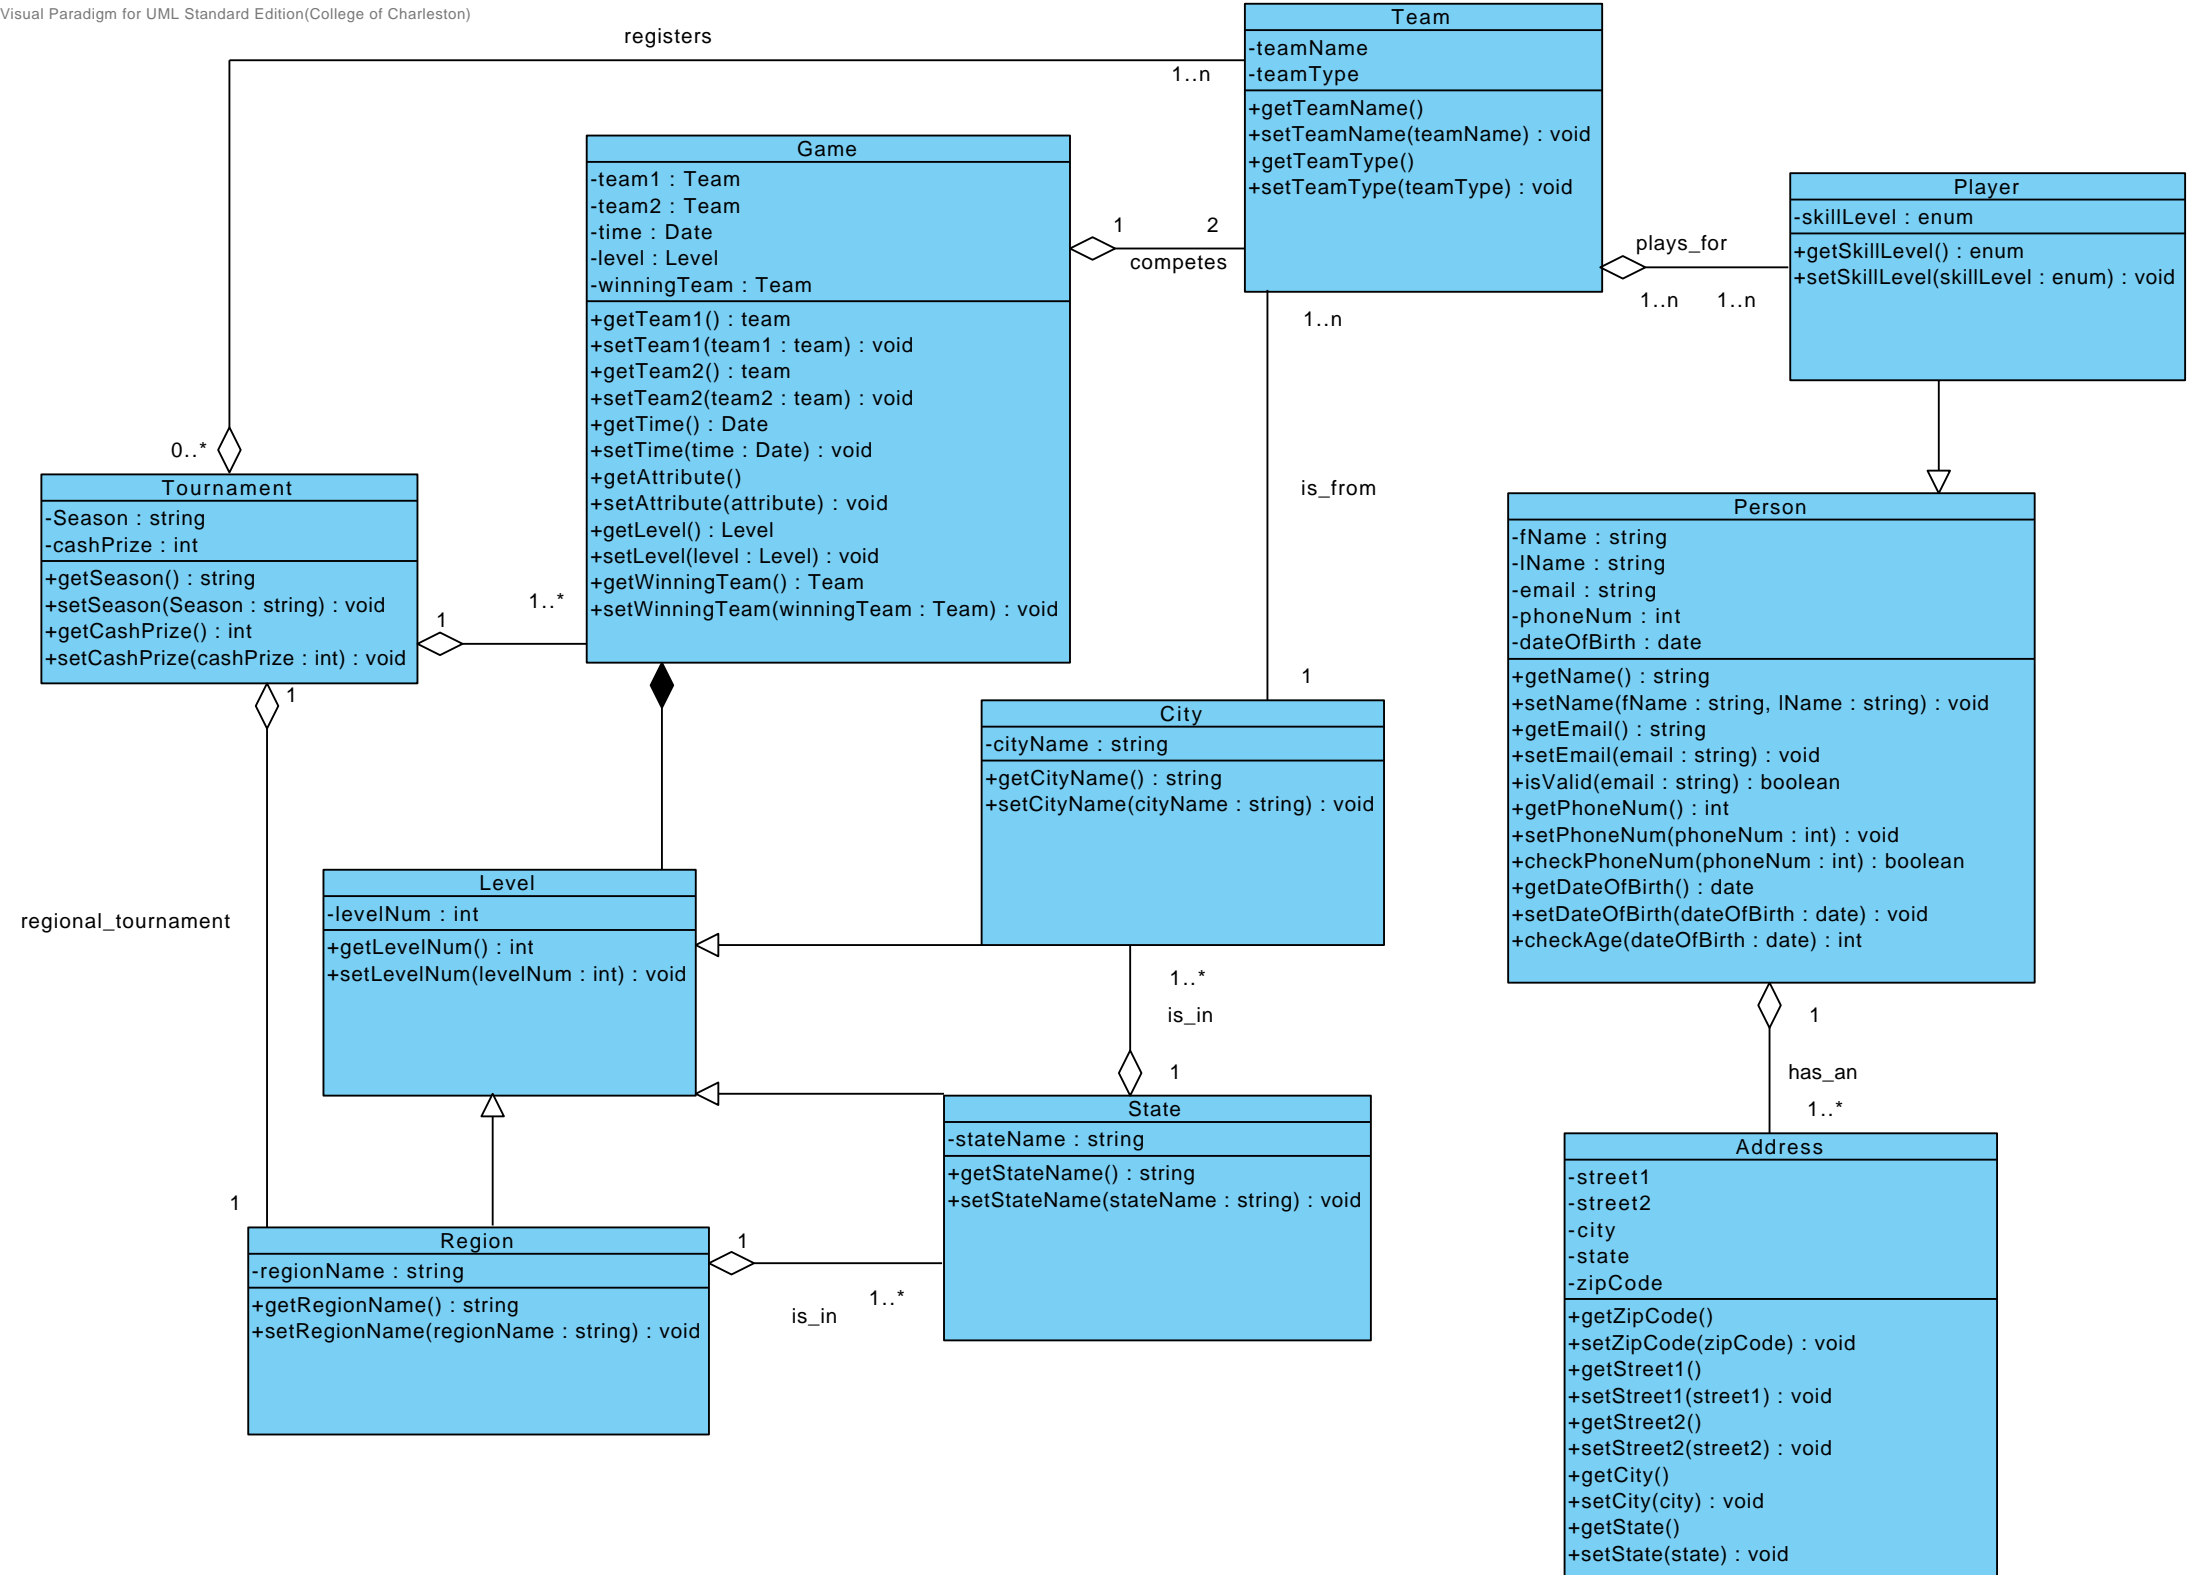 Visual Paradigm for UML Standard Edition(College of Charleston)
registers
1..n
Team
-teamName
-teamType
+getTeamName()
+setTeamName(teamName) : void
+getTeamType()
+setTeamType(teamType) : void
Game
-team1 : Team
-team2 : Team
-time : Date
-level : Level
-winningTeam : Team
+getTeam1() : team
+setTeam1(team1 : team) : void
+getTeam2() : team
+setTeam2(team2 : team) : void
+getTime() : Date
+setTime(time : Date) : void
+getAttribute()
+setAttribute(attribute) : void
+getLevel() : Level
+setLevel(level : Level) : void
+getWinningTeam() : Team
+setWinningTeam(winningTeam : Team) : void
1 2
competes
plays_for
1..n 1..n
Player
-skillLevel : enum
+getSkillLevel() : enum
+setSkillLevel(skillLevel : enum) : void
1..n
is_from
1
0..*
Tournament
-Season : string
-cashPrize : int
+getSeason() : string
+setSeason(Season : string) : void
+getCashPrize() : int
+setCashPrize(cashPrize : int) : void
1
1..*
1
regional_tournament
1
Person
-fName : string
-lName : string
-email : string
-phoneNum : int
-dateOfBirth : date
+getName() : string
+setName(fName : string, lName : string) : void
+getEmail() : string
+setEmail(email : string) : void
+isValid(email : string) : boolean
+getPhoneNum() : int
+setPhoneNum(phoneNum : int) : void
+checkPhoneNum(phoneNum : int) : boolean
+getDateOfBirth() : date
+setDateOfBirth(dateOfBirth : date) : void
+checkAge(dateOfBirth : date) : int
City
-cityName : string
+getCityName() : string
+setCityName(cityName : string) : void
Level
-levelNum : int
+getLevelNum() : int
+setLevelNum(levelNum : int) : void
1..*
is_in
1
State
-stateName : string
+getStateName() : string
+setStateName(stateName : string) : void
Region
-regionName : string
+getRegionName() : string
+setRegionName(regionName : string) : void
1
1..*
is_in
1
has_an
1..*
Address
-street1
-street2
-city
-state
-zipCode
+getZipCode()
+setZipCode(zipCode) : void
+getStreet1()
+setStreet1(street1) : void
+getStreet2()
+setStreet2(street2) : void
+getCity()
+setCity(city) : void
+getState()
+setState(state) : void